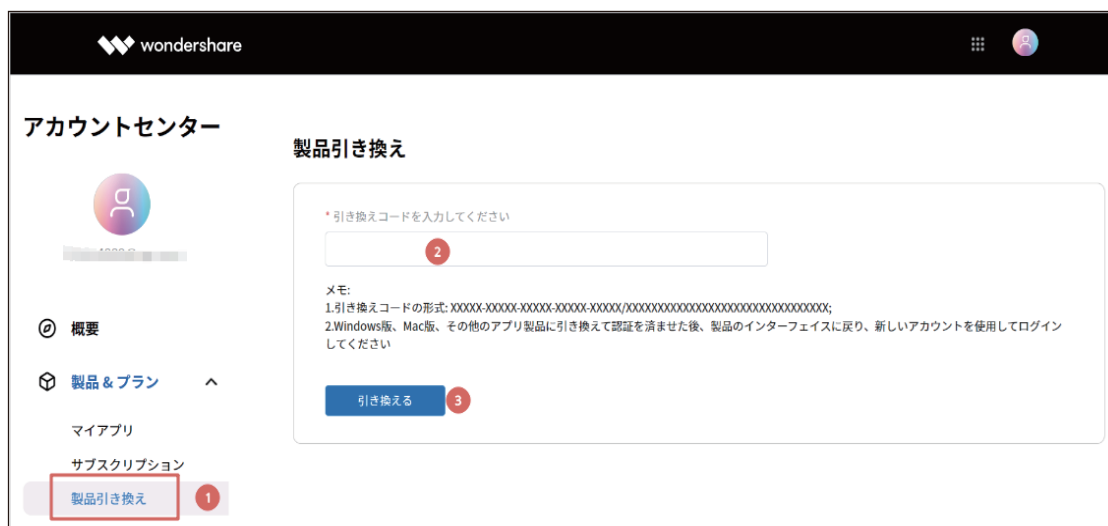 wondershare
アカウントセンター
概要
製品 & プラン
マイアプリ
サブスクリプション
製品引き換え
1
製品引き換え
* 引き換えコードを入力してください
2
メモ:
1.引き換えコードの形式: XXXXX-XXXXX-XXXXX-XXXXX-XXXXX/XXXXXXXXXXXXXXXXXXXXXXXXXXXXXXXX;
2.Windows版、Mac版、その他のアプリ製品に引き換えて認証を済ませた後、製品のインターフェイスに戻り、新しいアカウントを使用してログイン
してください
引き換える
3